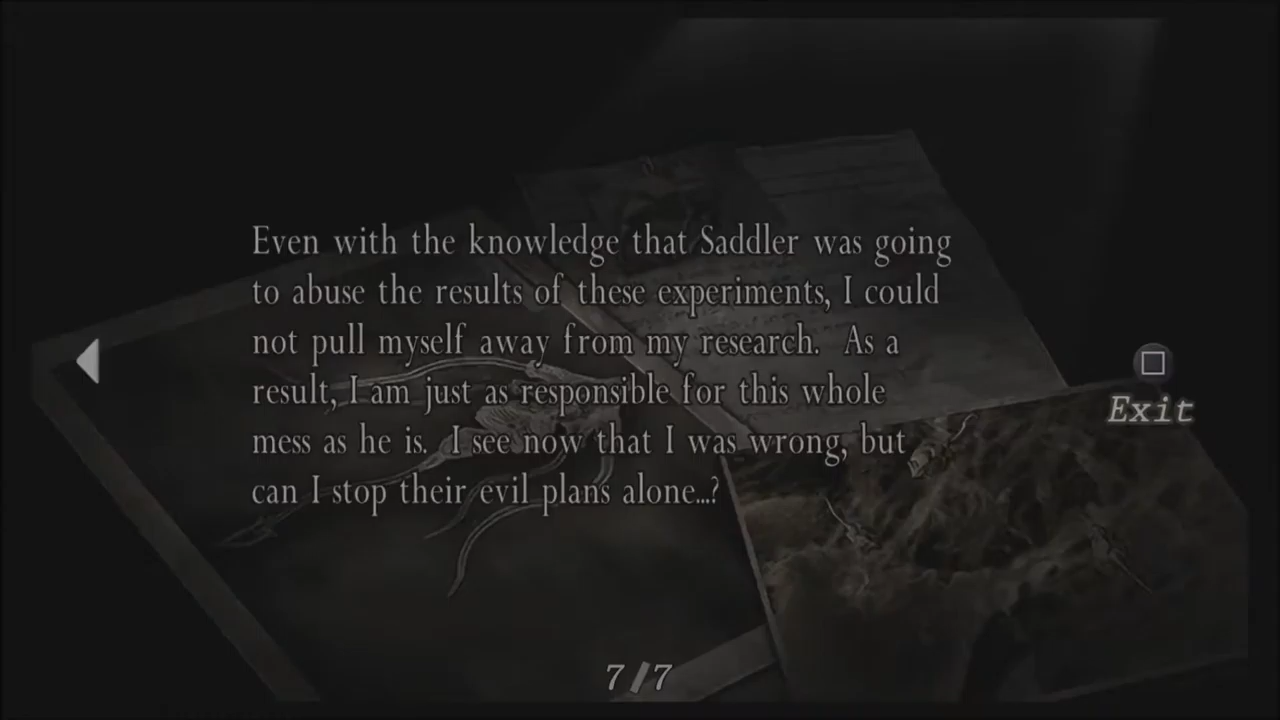 Even with the knowledge that Saddler was going
to abuse the results of these experiments, I could
not pull myself away from my research.  As a
result, I am just as responsible for this whole
mess as he is.  I see now that I was wrong, but
can I stop their evil plans alone...?
Exit
7/7